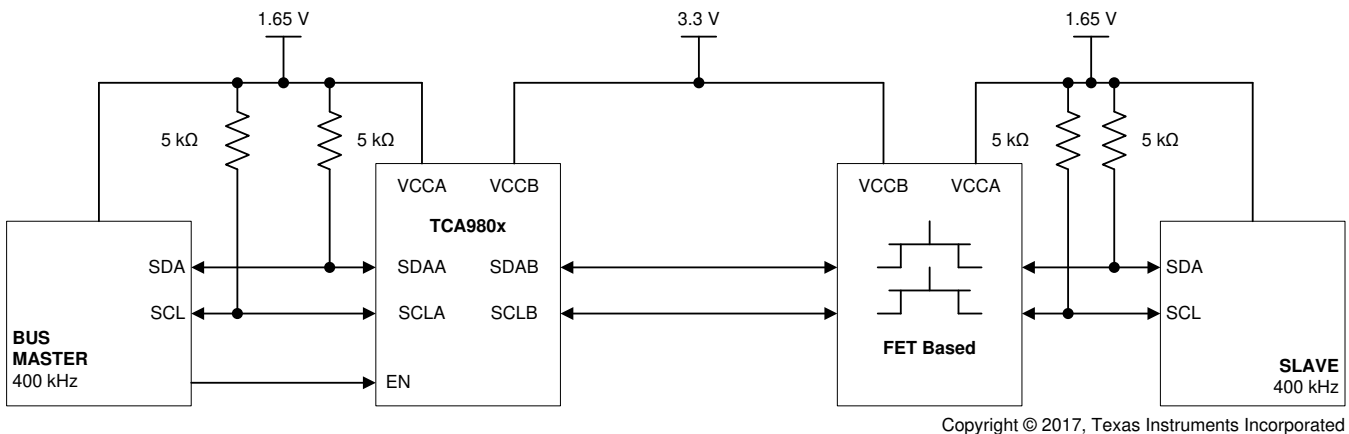 1.65 V
3.3 V
1.65 V
5 kΩ
5 kΩ
5 kΩ
5 kΩ
VCCA
VCCB
VCCB
VCCA
TCA980x
SDA
SDAA
SDAB
SDA
SCL
SCLA
SCLB
SCL
BUS
MASTER
400 kHz
EN
FET Based
SLAVE
400 kHz
Copyright © 2017, Texas Instruments Incorporated